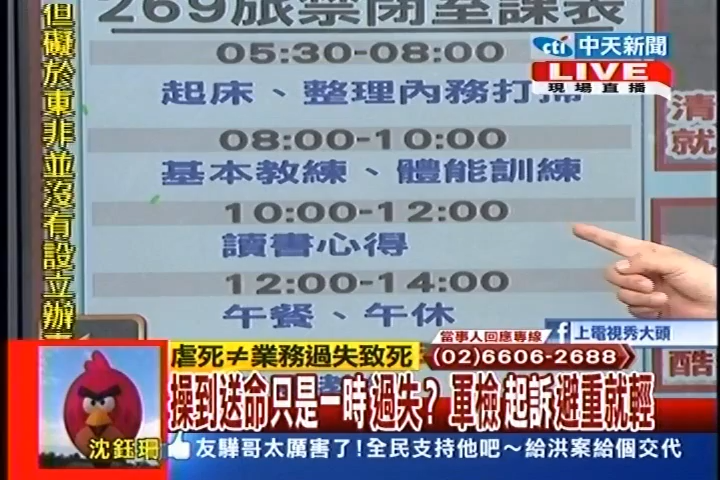 但礙於東非並沒有設立辦
269旅禁閉室課表
05:30-08:00
起床、整理內務打掃
08:00-10:00
基本教練、體能訓練
10:00-12:00
讀書心得
12:00-14:00
午餐、午休
cti 中天新聞
LIVE
現場直播
清
就
酷
當事人回應專線
f 上電視秀大頭
虐死≠業務過失致死
(02)6606-2688
操到送命只是一時過失? 軍檢起訴避重就輕
沈鈺珊
友驊哥太厲害了!全民支持他吧~給洪案給個交代